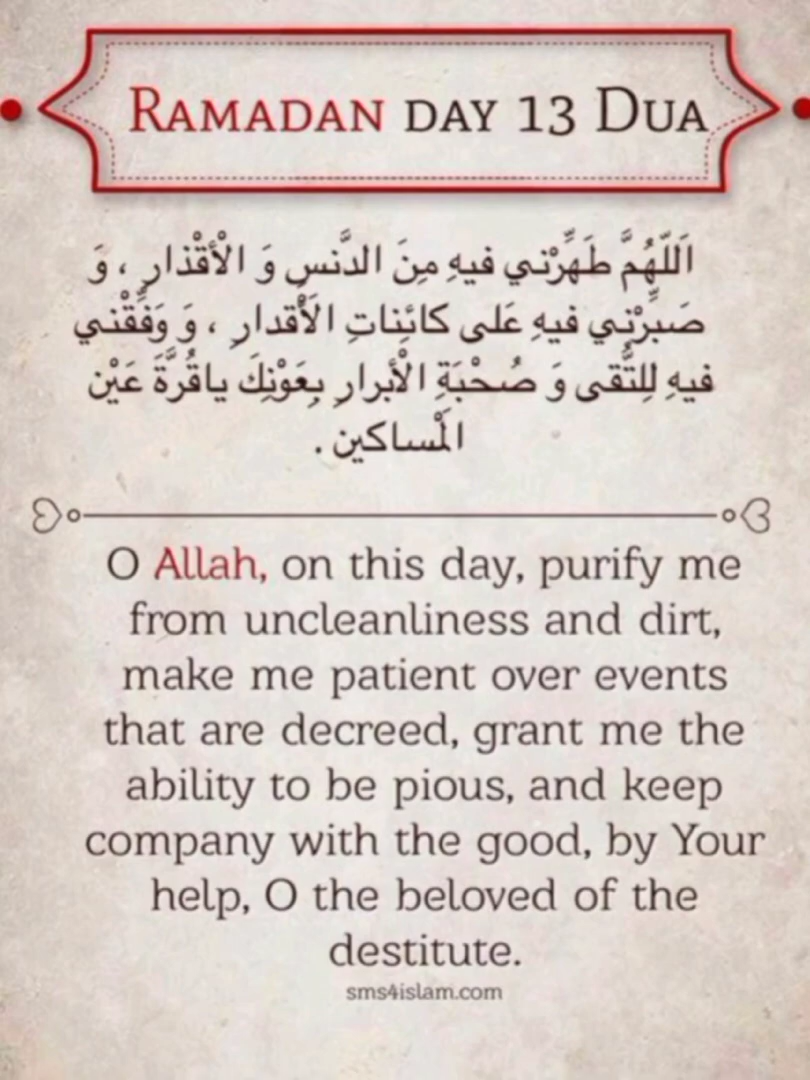 RAMADAN DAY 13 DUA
اَللّهُمَّ طَهِّرْني فيهِ مِنَ الدَّنسِ وَ الْأقْذارِ ، وَ
صَبِّرْني فيهِ عَلى كائِناتِ الَأَْقدارِ ، وَ وَفِّقْني
فيهِ لِلتُّقى وَ صُحْبَةِ الْأبرارِ بِعَوْنِكَ ياقُرَّةَ عَيْن
الْمَساكين .
O Allah, on this day, purify me
from uncleanliness and dirt,
make me patient over events
that are decreed, grant me the
ability to be pious, and keep
company with the good, by Your
help, O the beloved of the
destitute.
sms4islam.com